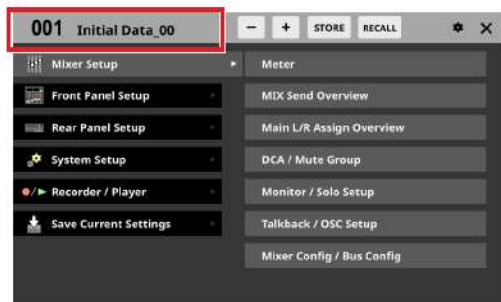 001 Initial Data_00 − + STORE RECALL
Mixer Setup
Front Panel Setup
Rear Panel Setup
System Setup
Recorder / Player
Save Current Settings
Meter
MIX Send Overview
Main L/R Assign Overview
DCA / Mute Group
Monitor / Solo Setup
Talkback / OSC Setup
Mixer Config / Bus Config